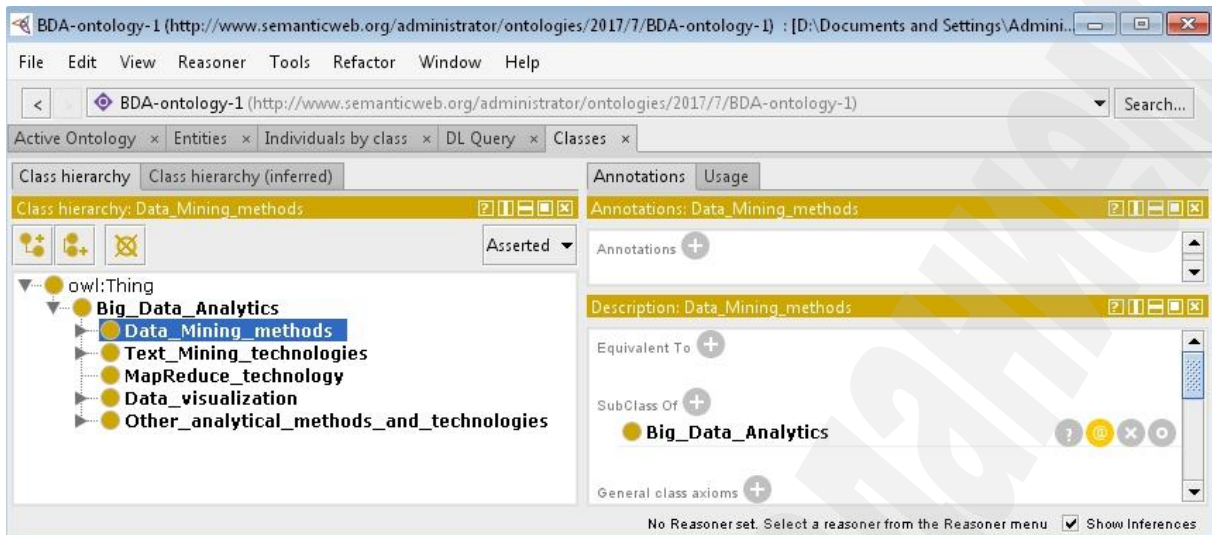 BDA-ontology-1 (http://www.semanticweb.org/administrator/ontologies/2017/7/BDA-ontology-1) : [D:\Documents and Settings\Admini...
File Edit View Reasoner Tools Refactor Window Help
< > BDA-ontology-1 (http://www.semanticweb.org/administrator/ontologies/2017/7/BDA-ontology-1) Search...
Active Ontology × Entities × Individuals by class × DL Query × Classes ×
Class hierarchy Class hierarchy (inferred)
Class hierarchy: Data_Mining_methods
Asserted
owl:Thing
Big_Data_Analytics
Data_Mining_methods
Text_Mining_technologies
MapReduce_technology
Data_visualization
Other_analytical_methods_and_technologies
Annotations Usage
Annotations: Data_Mining_methods
Annotations
Description: Data_Mining_methods
Equivalent To
SubClass Of
Big_Data_Analytics
General class axioms
No Reasoner set. Select a reasoner from the Reasoner menu Show Inferences